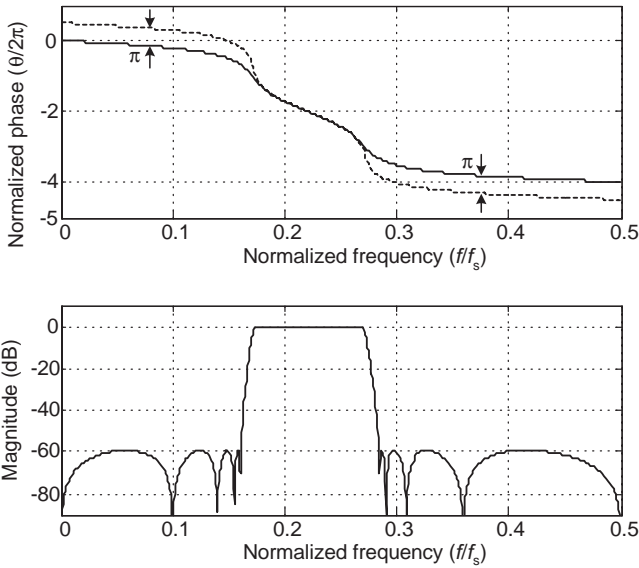 Normalized phase (θ/2π)
0
-2
-4
-5
π
π
0 0.1 0.2 0.3 0.4 0.5
Normalized frequency (f/fs)
Magnitude (dB)
0
-20
-40
-60
-80
0 0.1 0.2 0.3 0.4 0.5
Normalized frequency (f/fs)